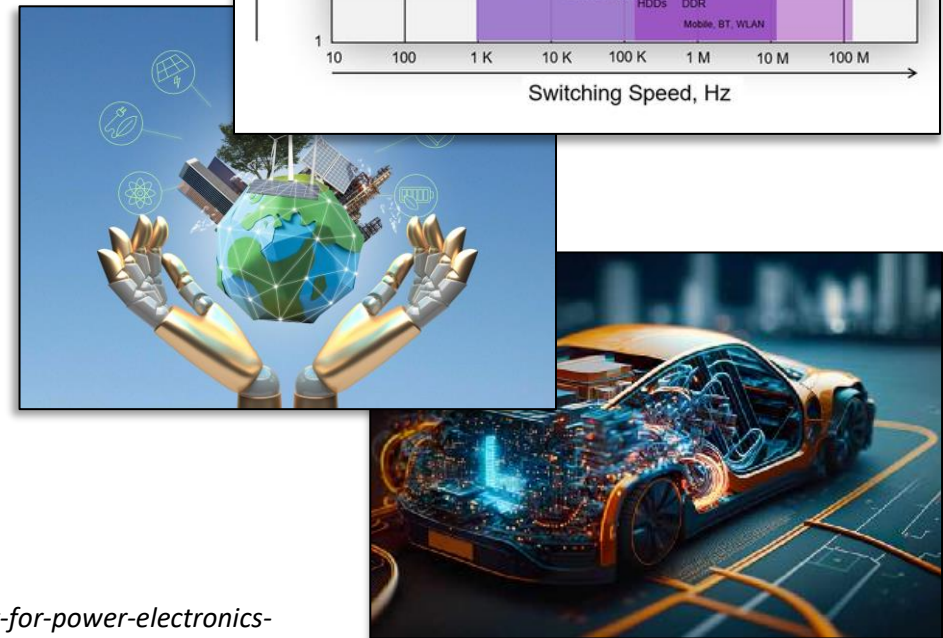 HDDs DDR
Mobile, BT, WLAN
1
10 100 1 K 10 K 100 K 1 M 10 M 100 M
Switching Speed, Hz
-for-power-electronics-